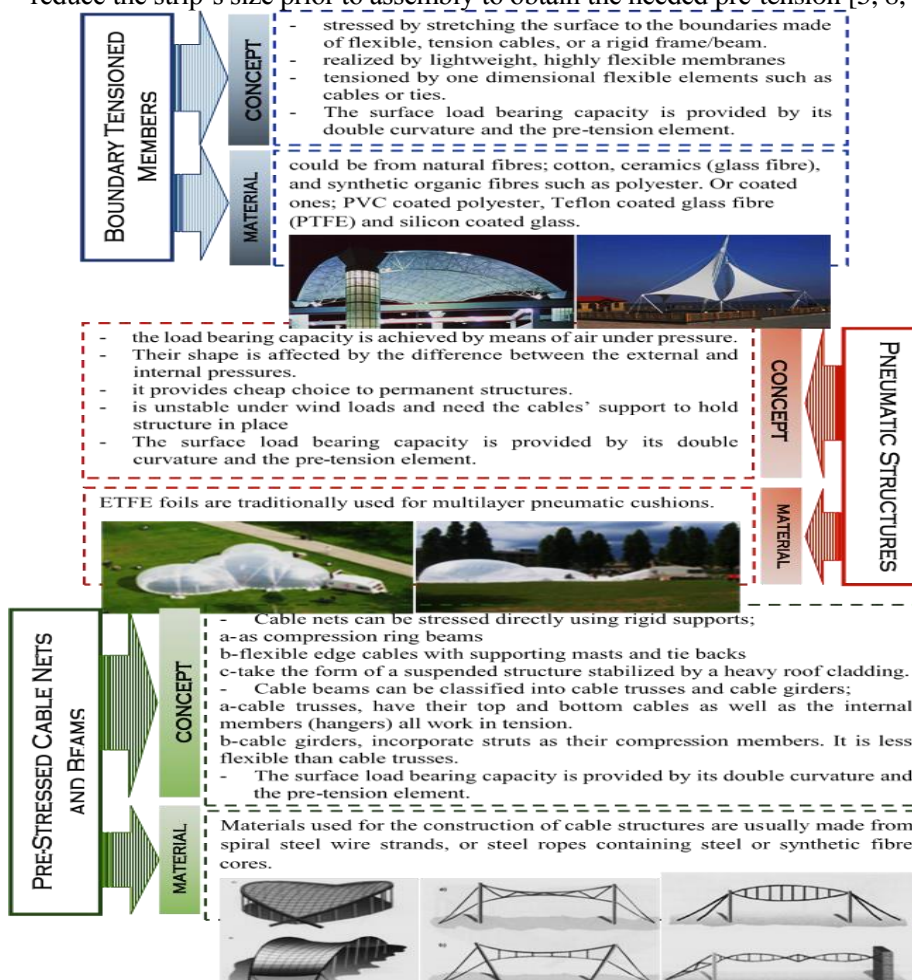 reduce the strip's size prior to assembly to obtain the needed pre-tension [5, 8,
BOUNDARY TENSIONED
MEMBERS
CONCEPT
- stressed by stretching the surface to the boundaries made
of flexible, tension cables, or a rigid frame/beam.
- realized by lightweight, highly flexible membranes
- tensioned by one dimensional flexible elements such as
cables or ties.
- The surface load bearing capacity is provided by its
double curvature and the pre-tension element.
MATERIAL
could be from natural fibres; cotton, ceramics (glass fibre),
and synthetic organic fibres such as polyester. Or coated
ones; PVC coated polyester, Teflon coated glass fibre
(PTFE) and silicon coated glass.
PNEUMATIC STRUCTURES
CONCEPT
- the load bearing capacity is achieved by means of air under pressure.
- Their shape is affected by the difference between the external and
internal pressures.
- it provides cheap choice to permanent structures.
- is unstable under wind loads and need the cables' support to hold
structure in place
- The surface load bearing capacity is provided by its double
curvature and the pre-tension element.
MATERIAL
ETFE foils are traditionally used for multilayer pneumatic cushions.
PRE-STRESSED CABLE NETS
AND BEAMS
CONCEPT
- Cable nets can be stressed directly using rigid supports;
a-as compression ring beams
b-flexible edge cables with supporting masts and tie backs
c-take the form of a suspended structure stabilized by a heavy roof cladding.
- Cable beams can be classified into cable trusses and cable girders;
a-cable trusses, have their top and bottom cables as well as the internal
members (hangers) all work in tension.
b-cable girders, incorporate struts as their compression members. It is less
flexible than cable trusses.
- The surface load bearing capacity is provided by its double curvature and
the pre-tension element.
MATERIAL
Materials used for the construction of cable structures are usually made from
spiral steel wire strands, or steel ropes containing steel or synthetic fibre
cores.